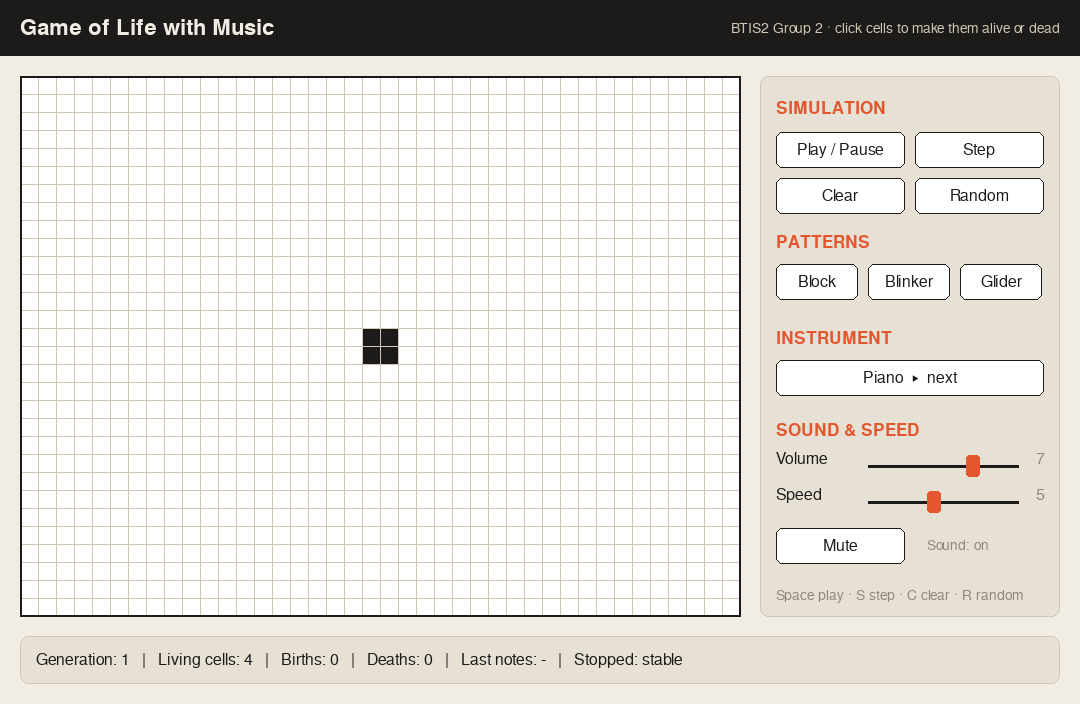 Game of Life with Music
BTIS2 Group 2 · click cells to make them alive or dead
SIMULATION
Play / Pause
Step
Clear
Random
PATTERNS
Block
Blinker
Glider
INSTRUMENT
Piano ▸ next
SOUND & SPEED
Volume 7
Speed 5
Mute
Sound: on
Space play · S step · C clear · R random
Generation: 1 | Living cells: 4 | Births: 0 | Deaths: 0 | Last notes: - | Stopped: stable